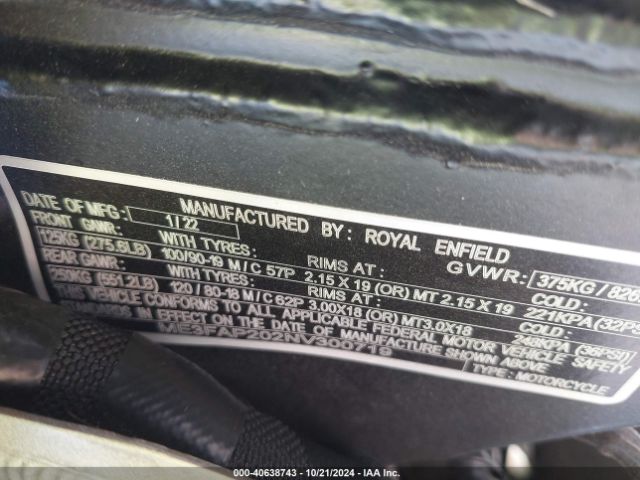 MANUFACTURED BY: ROYAL ENFIELD
DATE OF MFG: 1/22 GVWR: 375KG / 826
FRONT GAWR: WITH TYRES: RIMS AT: COLD:
125KG (275.6LB) 100/90-19 M/C 57P 2.15 X 19 (OR) MT 2.15 X 19 221KPA (32PS
REAR GAWR: WITH TYRES: RIMS AT: COLD:
250KG (551.2LB) 120/80-18 M/C 62P 3.00X18 (OR) MT3.0X18 248KPA (36PSI)
THIS VEHICLE CONFORMS TO ALL APPLICABLE FEDERAL MOTOR VEHICLE SAFETY
IN EFFECT ON THE DATE OF MANUFACTURE SHOWN ABOVE
TYPE: MOTORCYCLE
000-40638743 / 10/21/2024 / IAA Inc.